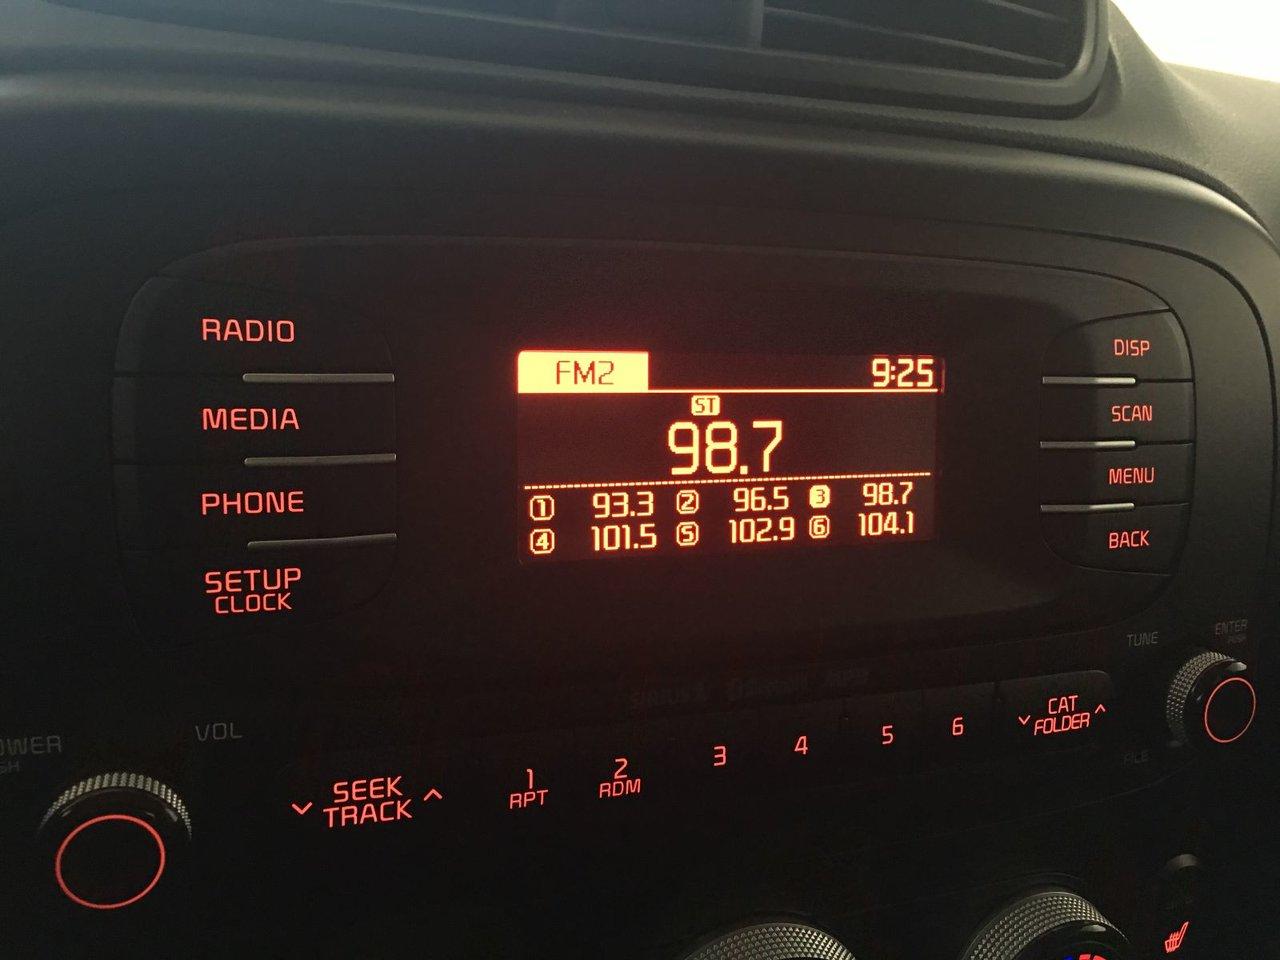 RADIO
MEDIA
PHONE
SETUP
CLOCK
FM2 9:25
ST
98.7
1 93.3 2 96.5 3 98.7
4 101.5 5 102.9 6 104.1
DISP
SCAN
MENU
BACK
TUNE
ENTER
PUSH
VOL
SEEK
TRACK
1
RPT
2
RDM
3
4
5
6
CAT
FOLDER
FILE